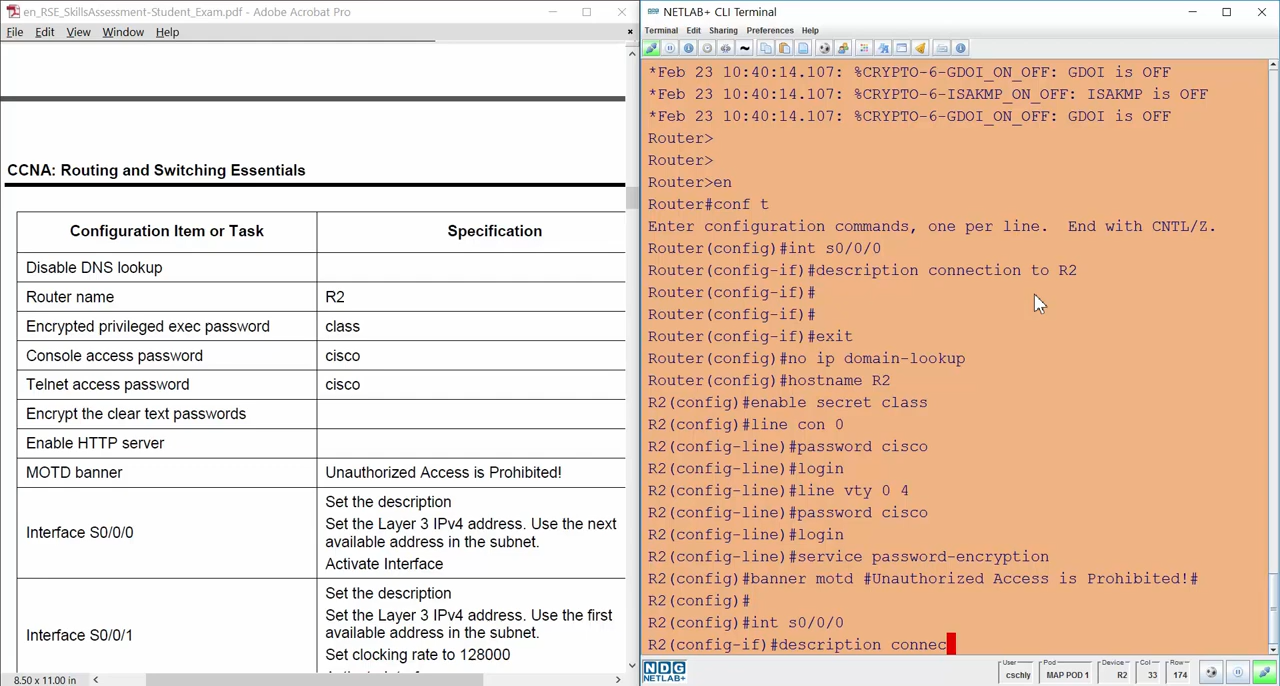 en_RSE_SkillsAssessment-Student_Exam.pdf - Adobe Acrobat Pro
File Edit View Window Help
CCNA: Routing and Switching Essentials
Configuration Item or Task Specification
Disable DNS lookup
Router name R2
Encrypted privileged exec password class
Console access password cisco
Telnet access password cisco
Encrypt the clear text passwords
Enable HTTP server
MOTD banner Unauthorized Access is Prohibited!
Interface S0/0/0
Set the description
Set the Layer 3 IPv4 address. Use the next
available address in the subnet.
Activate Interface
Interface S0/0/1
Set the description
Set the Layer 3 IPv4 address. Use the first
available address in the subnet.
Set clocking rate to 128000
8.50 x 11.00 in
NETLAB+ CLI Terminal
Terminal Edit Sharing Preferences Help
*Feb 23 10:40:14.107: %CRYPTO-6-GDOI_ON_OFF: GDOI is OFF
*Feb 23 10:40:14.107: %CRYPTO-6-ISAKMP_ON_OFF: ISAKMP is OFF
*Feb 23 10:40:14.107: %CRYPTO-6-GDOI_ON_OFF: GDOI is OFF
Router>
Router>
Router>en
Router#conf t
Enter configuration commands, one per line.  End with CNTL/Z.
Router(config)#int s0/0/0
Router(config-if)#description connection to R2
Router(config-if)#
Router(config-if)#
Router(config-if)#exit
Router(config)#no ip domain-lookup
Router(config)#hostname R2
R2(config)#enable secret class
R2(config)#line con 0
R2(config-line)#password cisco
R2(config-line)#login
R2(config-line)#line vty 0 4
R2(config-line)#password cisco
R2(config-line)#login
R2(config-line)#service password-encryption
R2(config)#banner motd #Unauthorized Access is Prohibited!#
R2(config)#
R2(config)#int s0/0/0
R2(config-if)#description connec
NDG
NETLAB+
User
cschly
Pod
MAP POD 1
Device
R2
Col
33
Row
174